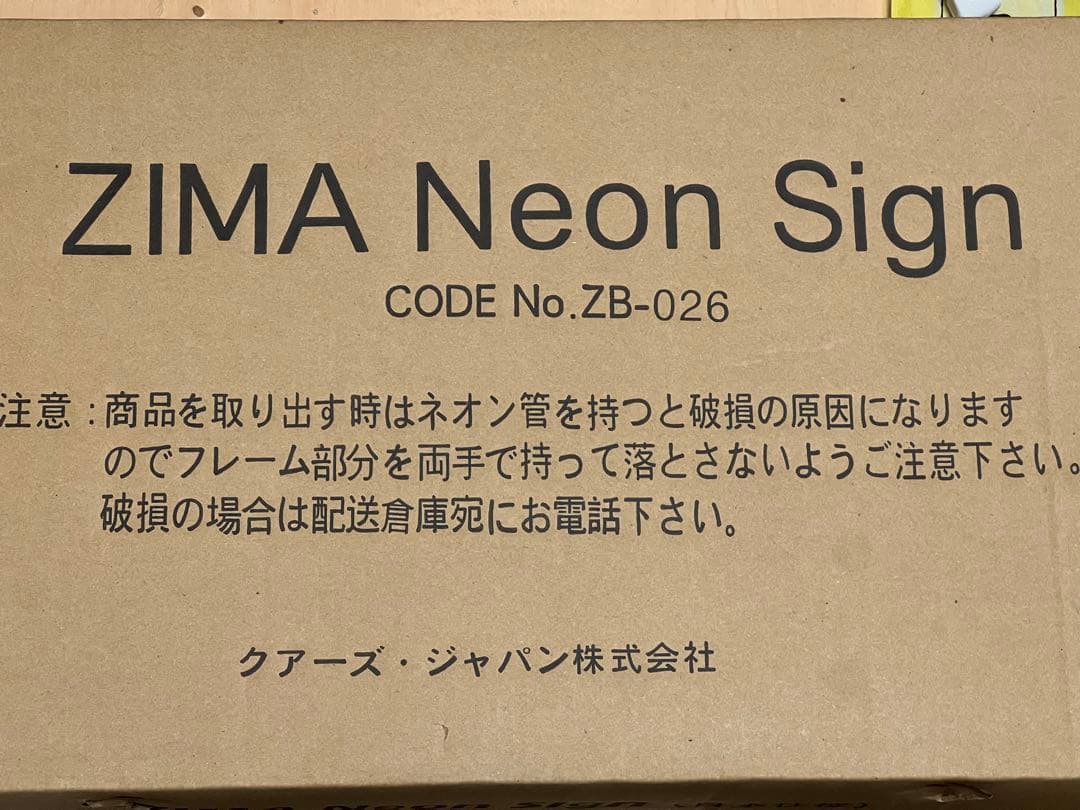 ZIMA Neon Sign
CODE No.ZB-026
注意:商品を取り出す時はネオン管を持つと破損の原因になります
のでフレーム部分を両手で持って落とさないようご注意下さい。
破損の場合は配送倉庫宛にお電話下さい。
クアーズ・ジャパン株式会社
ZIMA Neon Sign